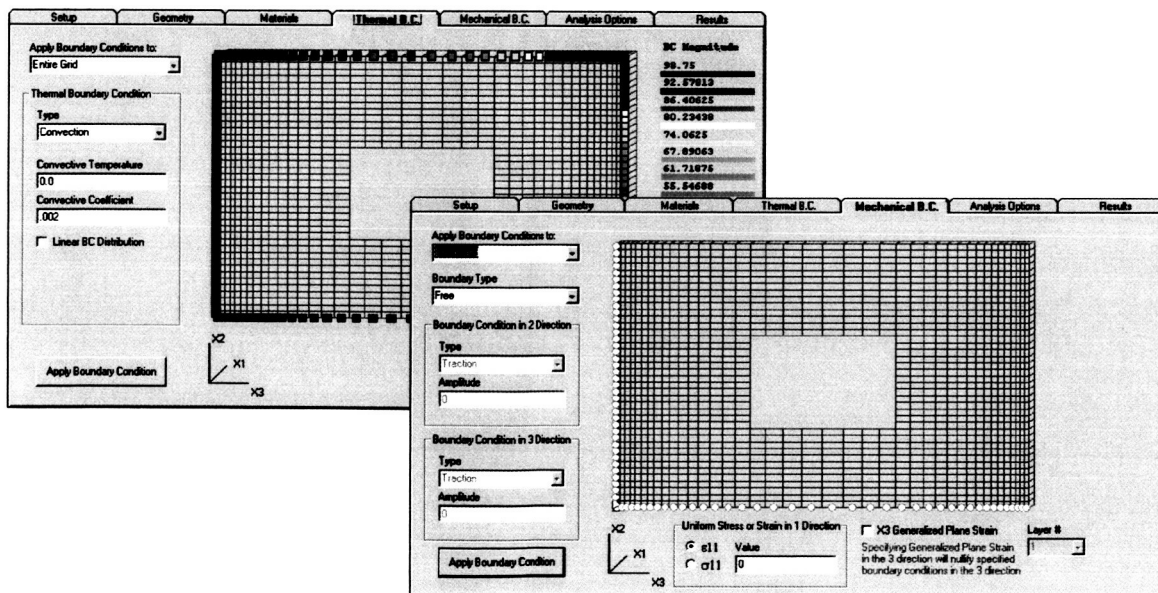 Setup Geometry Materials Thermal B.C. Mechanical B.C. Analysis Options Results
Apply Boundary Conditions to:
Entire Grid
Thermal Boundary Condition
Type
Convection
Convective Temperature
0.0
Convective Coefficient
.002
Linear BC Distribution
Apply Boundary Condition
X2
X1
X3
BC Magnitude
98.75
92.57813
86.40625
80.23438
74.0625
67.89063
61.71875
55.54688
Setup Geometry Materials Thermal B.C. Mechanical B.C. Analysis Options Results
Apply Boundary Conditions to:
Boundary Type
Free
Boundary Condition in 2 Direction
Type
Traction
Amplitude
0
Boundary Condition in 3 Direction
Type
Traction
Amplitude
0
Apply Boundary Condition
X2
X1
X3
Uniform Stress or Strain in 1 Direction
ε11 Value
σ11 0
X3 Generalized Plane Strain
Specifying Generalized Plane Strain
in the 3 direction will nullify specified
boundary conditions in the 3 direction
Layer #
1